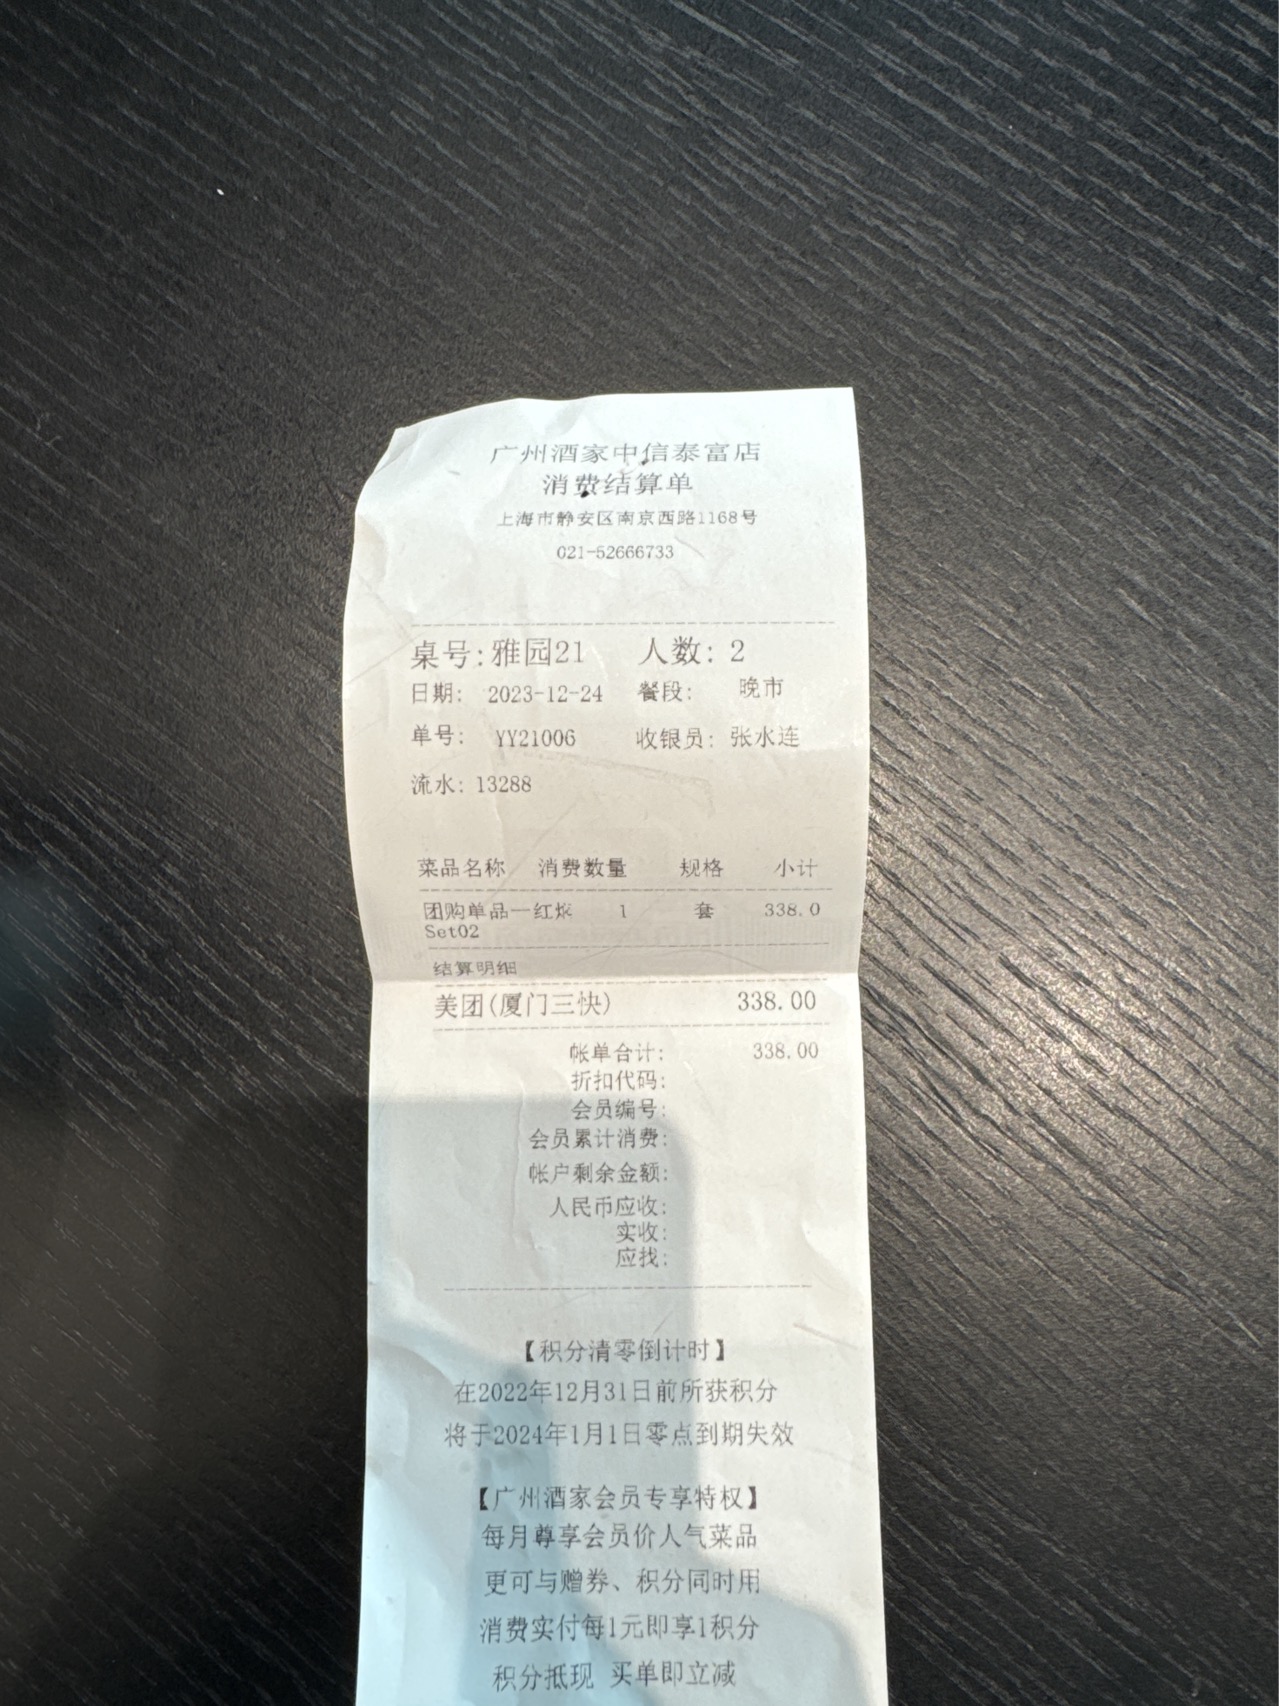 广州酒家中信泰富店
消费结算单
上海市静安区南京西路1168号
021-52666733
桌号:雅园21 人数: 2
日期: 2023-12-24 餐段: 晚市
单号: YY21006 收银员: 张水连
流水: 13288
菜品名称 消费数量 规格 小计
团购单品一红焖 1 套 338.0
Set02
结算明细
美团(厦门三快) 338.00
帐单合计: 338.00
折扣代码:
会员编号:
会员累计消费:
帐户剩余金额:
人民币应收:
实收:
应找:
【积分清零倒计时】
在2022年12月31日前所获积分
将于2024年1月1日零点到期失效
【广州酒家会员专享特权】
每月尊享会员价人气菜品
更可与赠券、积分同时用
消费实付每1元即享1积分
积分抵现 买单即立减